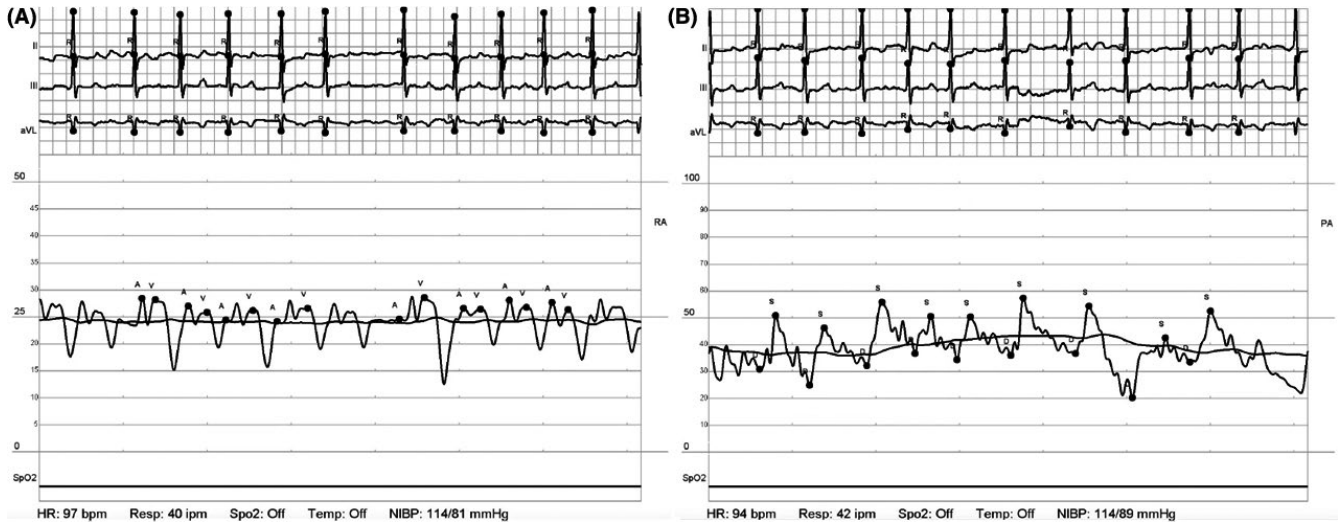 (A)
R R R R R R R R R R
II
III
R R R R R R R R R R
aVL
50
45
40
35
30
25
20
15
10
5
0
RA
A V A V A V A V A V A V A V A V
SpO2
HR: 97 bpm Resp: 40 ipm Spo2: Off Temp: Off NIBP: 114/81 mmHg
(B)
II
R R R R R R R R R R
III
R R R R R R R R R R
aVL
100
90
80
70
60
50
40
30
20
10
0
PA
S S S S S S S S S
D D D D
SpO2
HR: 94 bpm Resp: 42 ipm Spo2: Off Temp: Off NIBP: 114/89 mmHg